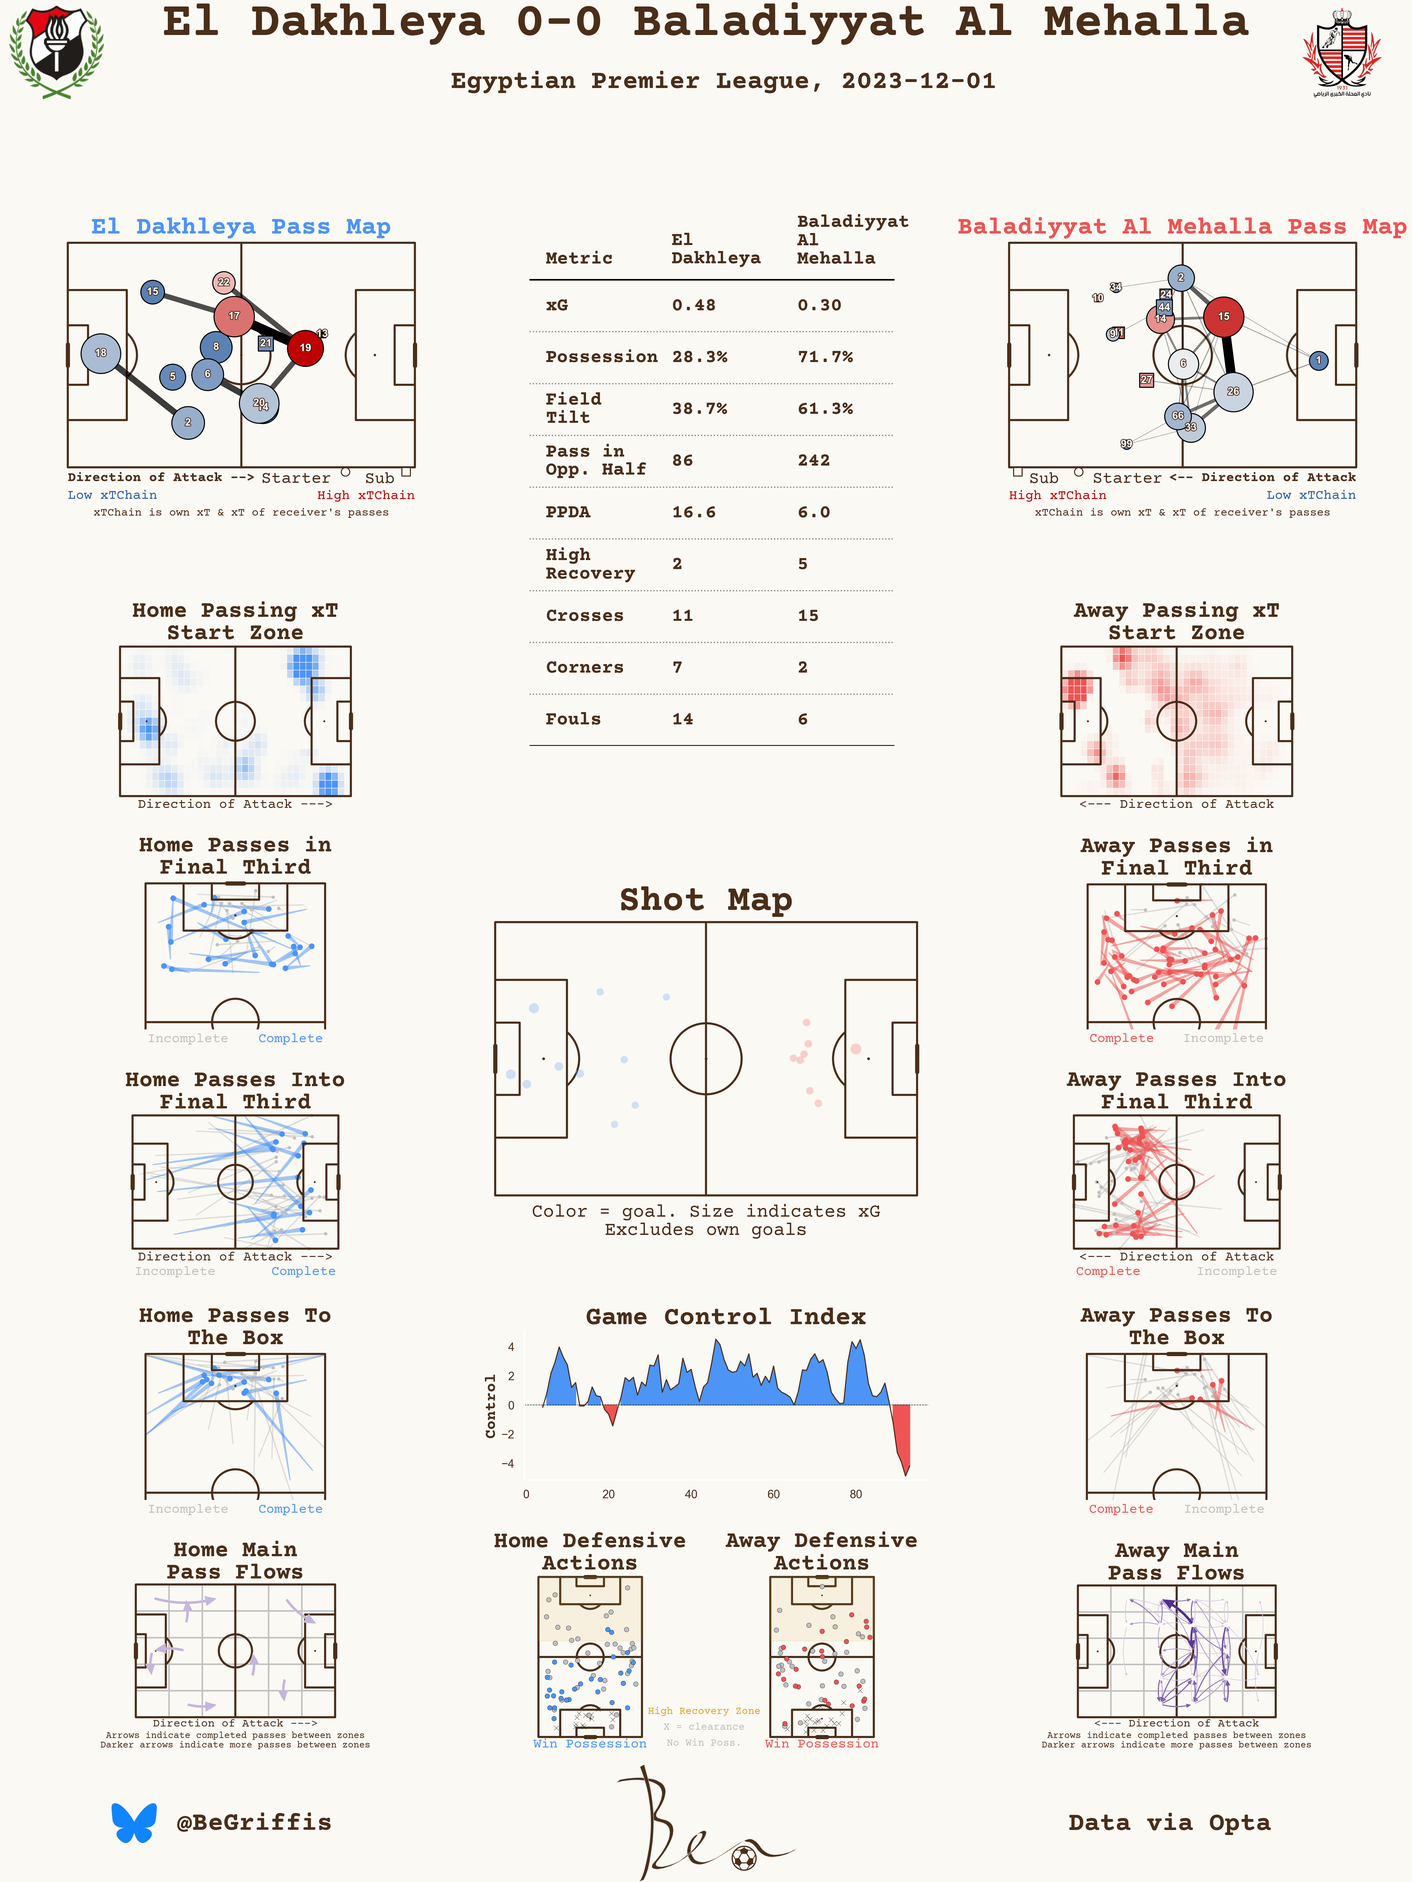 El Dakhleya 0-0 Baladiyyat Al Mehalla
Egyptian Premier League, 2023-12-01
1931
نادي المحلة الكبرى الرياضي
El Dakhleya Pass Map
15
22
17
13
18
8
21
19
5
6
20
14
2
Direction of Attack --> Starter Sub
Low xTChain High xTChain
xTChain is own xT & xT of receiver's passes
Metric El Dakhleya Baladiyyat Al Mehalla
xG 0.48 0.30
Possession 28.3% 71.7%
Field Tilt 38.7% 61.3%
Pass in Opp. Half 86 242
PPDA 16.6 6.0
High Recovery 2 5
Crosses 11 15
Corners 7 2
Fouls 14 6
Baladiyyat Al Mehalla Pass Map
2
34
10
24
44
14
15
6
1
27
26
66
33
99
Sub Starter <-- Direction of Attack
High xTChain Low xTChain
xTChain is own xT & xT of receiver's passes
Home Passing xT
Start Zone
Direction of Attack --->
Away Passing xT
Start Zone
<--- Direction of Attack
Home Passes in
Final Third
Incomplete Complete
Away Passes in
Final Third
Complete Incomplete
Shot Map
Color = goal. Size indicates xG
Excludes own goals
Home Passes Into
Final Third
Direction of Attack --->
Incomplete Complete
Away Passes Into
Final Third
<--- Direction of Attack
Complete Incomplete
Home Passes To
The Box
Incomplete Complete
Game Control Index
Control
4
2
0
−2
−4
0 20 40 60 80
Away Passes To
The Box
Complete Incomplete
Home Main
Pass Flows
Direction of Attack --->
Arrows indicate completed passes between zones
Darker arrows indicate more passes between zones
Home Defensive
Actions
Win Possession
Away Defensive
Actions
Win Possession
High Recovery Zone
X = clearance
No Win Poss.
Away Main
Pass Flows
<--- Direction of Attack
Arrows indicate completed passes between zones
Darker arrows indicate more passes between zones
@BeGriffis
Ben
Data via Opta